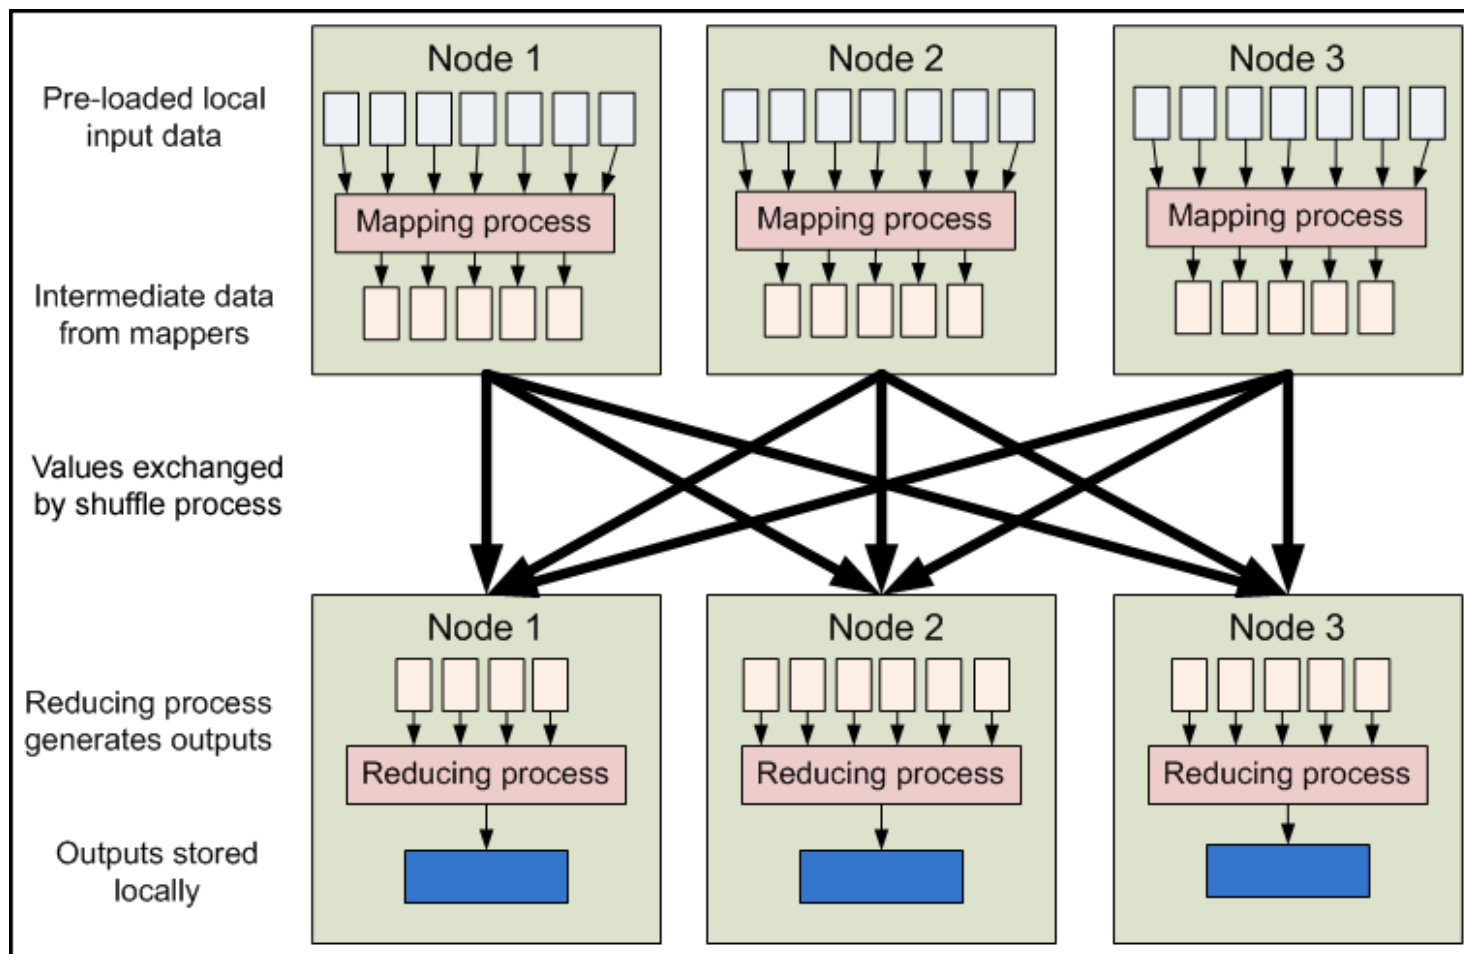 Node 1
Node 2
Node 3
Pre-loaded local
input data
Mapping process
Mapping process
Mapping process
Intermediate data
from mappers
Values exchanged
by shuffle process
Node 1
Node 2
Node 3
Reducing process
generates outputs
Reducing process
Reducing process
Reducing process
Outputs stored
locally